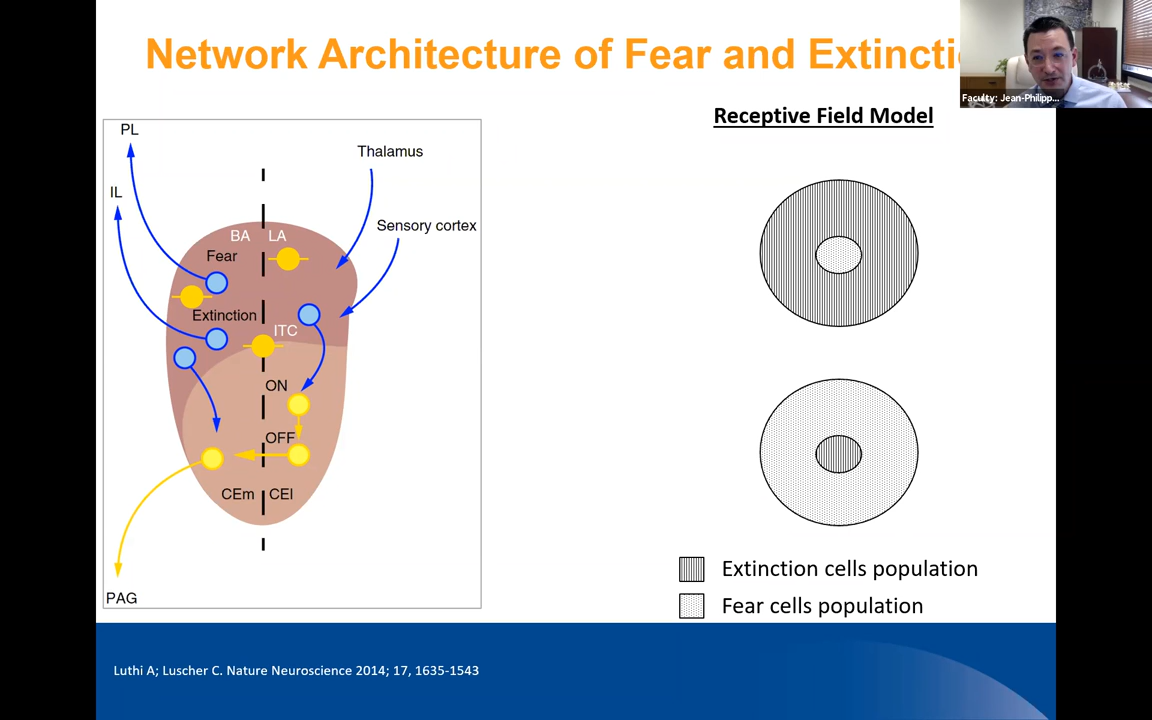 Network Architecture of Fear and Extincti
Faculty: Jean-Philipp...
Receptive Field Model
PL
Thalamus
IL
Sensory cortex
BA
LA
Fear
Extinction
ITC
ON
OFF
CEm
CEl
PAG
Extinction cells population
Fear cells population
Luthi A; Luscher C. Nature Neuroscience 2014; 17, 1635-1543